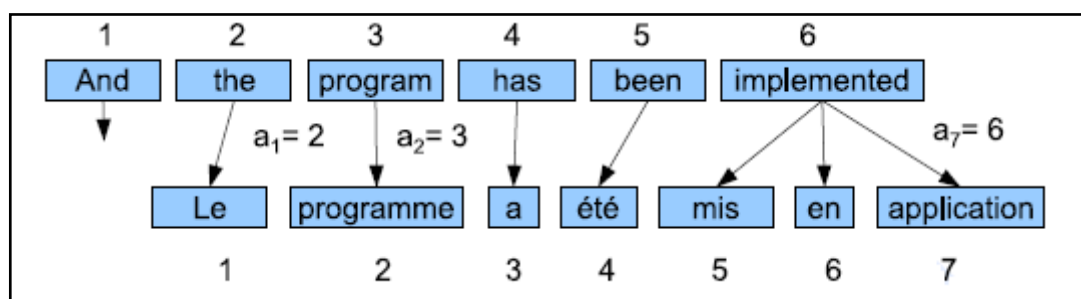 1 2 3 4 5 6
And the program has been implemented
a₁= 2 a₂= 3 a₇= 6
Le programme a été mis en application
1 2 3 4 5 6 7